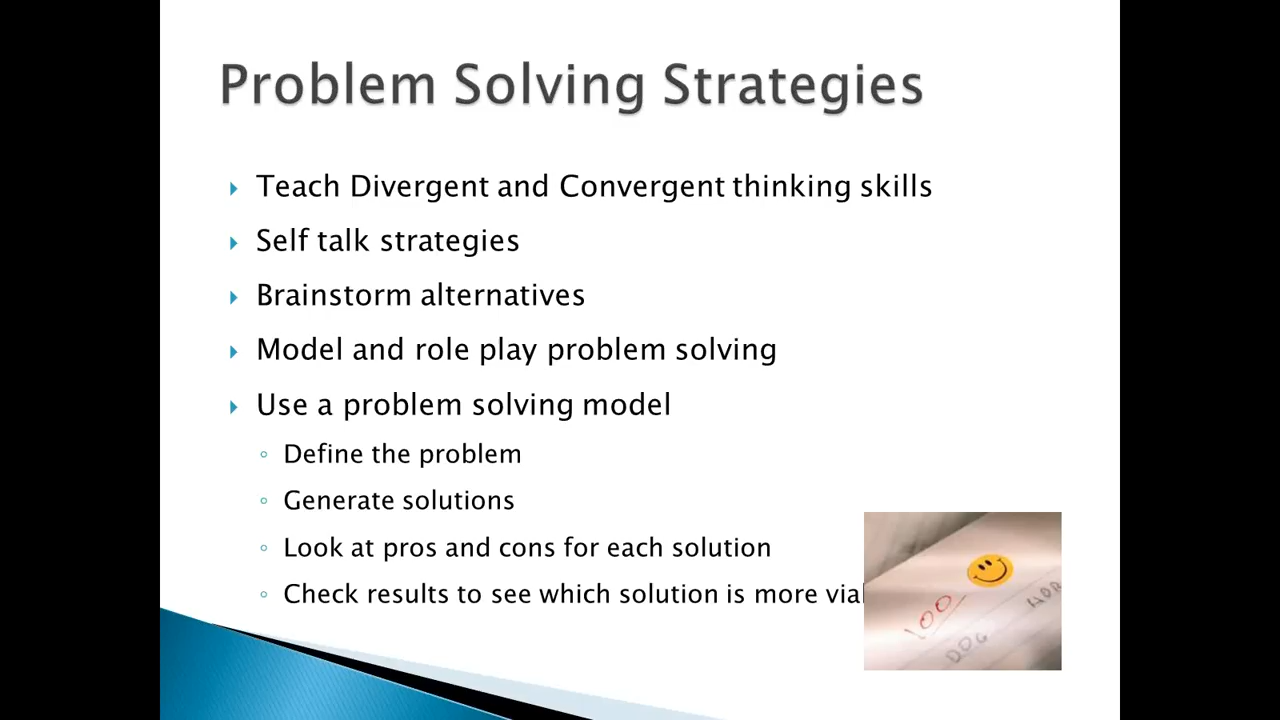 Problem Solving Strategies
Teach Divergent and Convergent thinking skills
Self talk strategies
Brainstorm alternatives
Model and role play problem solving
Use a problem solving model
Define the problem
Generate solutions
Look at pros and cons for each solution
Check results to see which solution is more
100
DOG